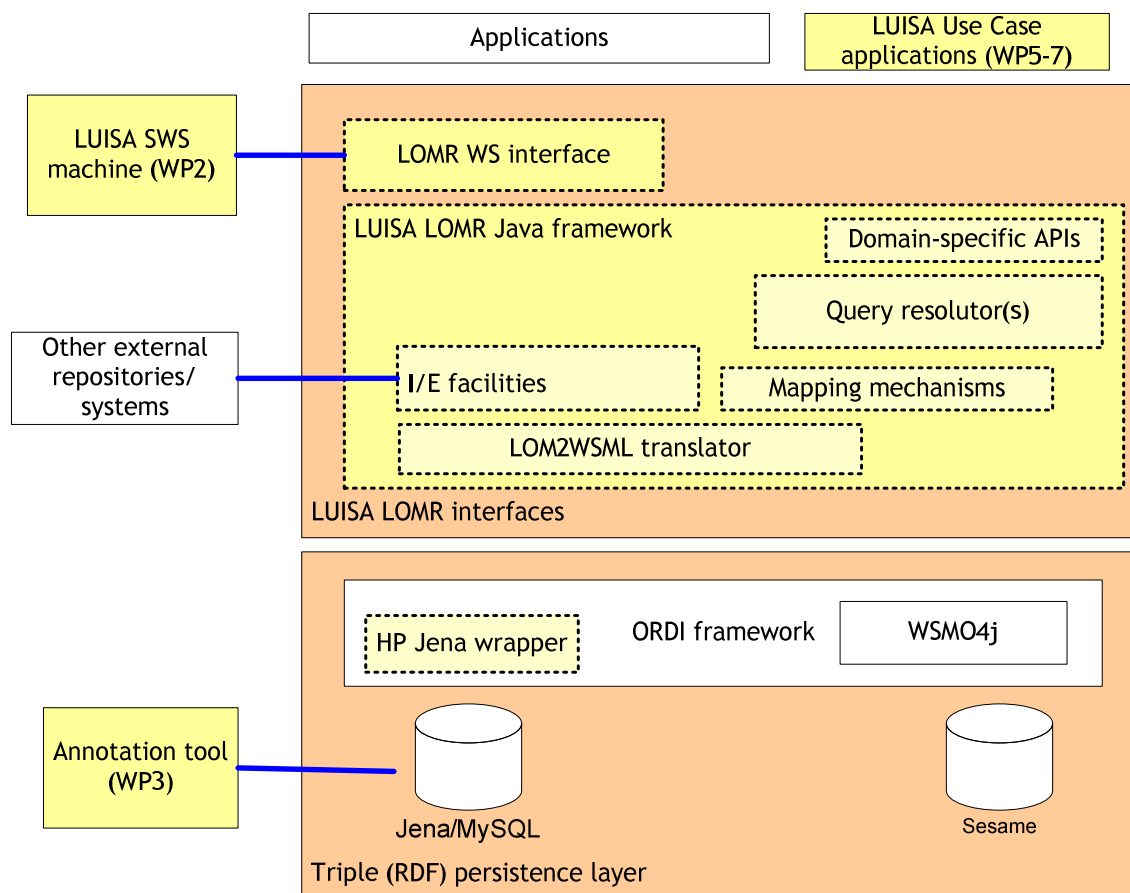 Applications
LUISA Use Case
applications (WP5-7)
LUISA SWS
machine (WP2)
LOMR WS interface
LUISA LOMR Java framework
Domain-specific APIs
Query resolutor(s)
Other external
repositories/
systems
I/E facilities
Mapping mechanisms
LOM2WSML translator
LUISA LOMR interfaces
HP Jena wrapper
ORDI framework
WSMO4j
Annotation tool
(WP3)
Jena/MySQL
Sesame
Triple (RDF) persistence layer